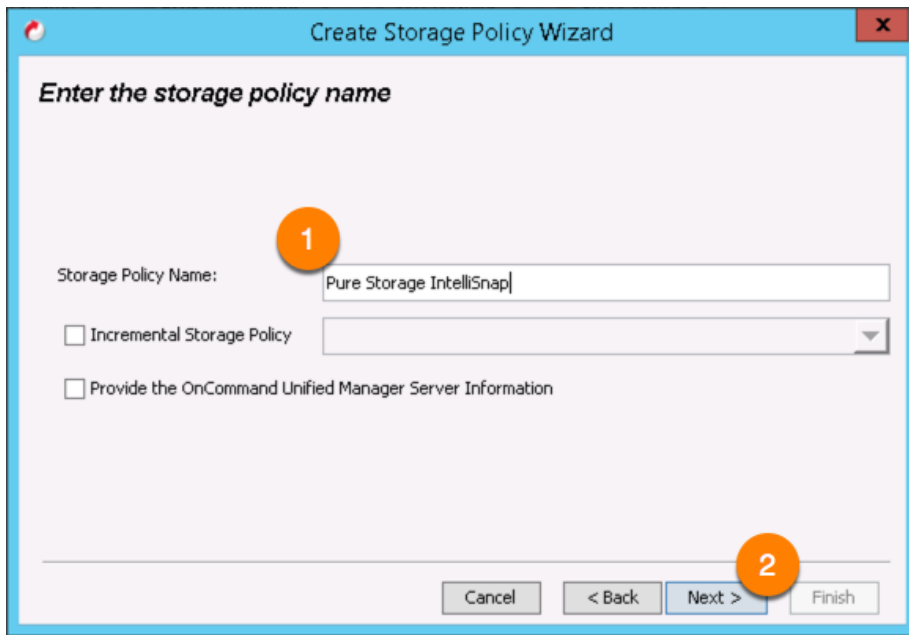 Create Storage Policy Wizard
x
Enter the storage policy name
1
Storage Policy Name:
Pure Storage IntelliSnap
Incremental Storage Policy
Provide the OnCommand Unified Manager Server Information
2
Cancel
< Back
Next >
Finish